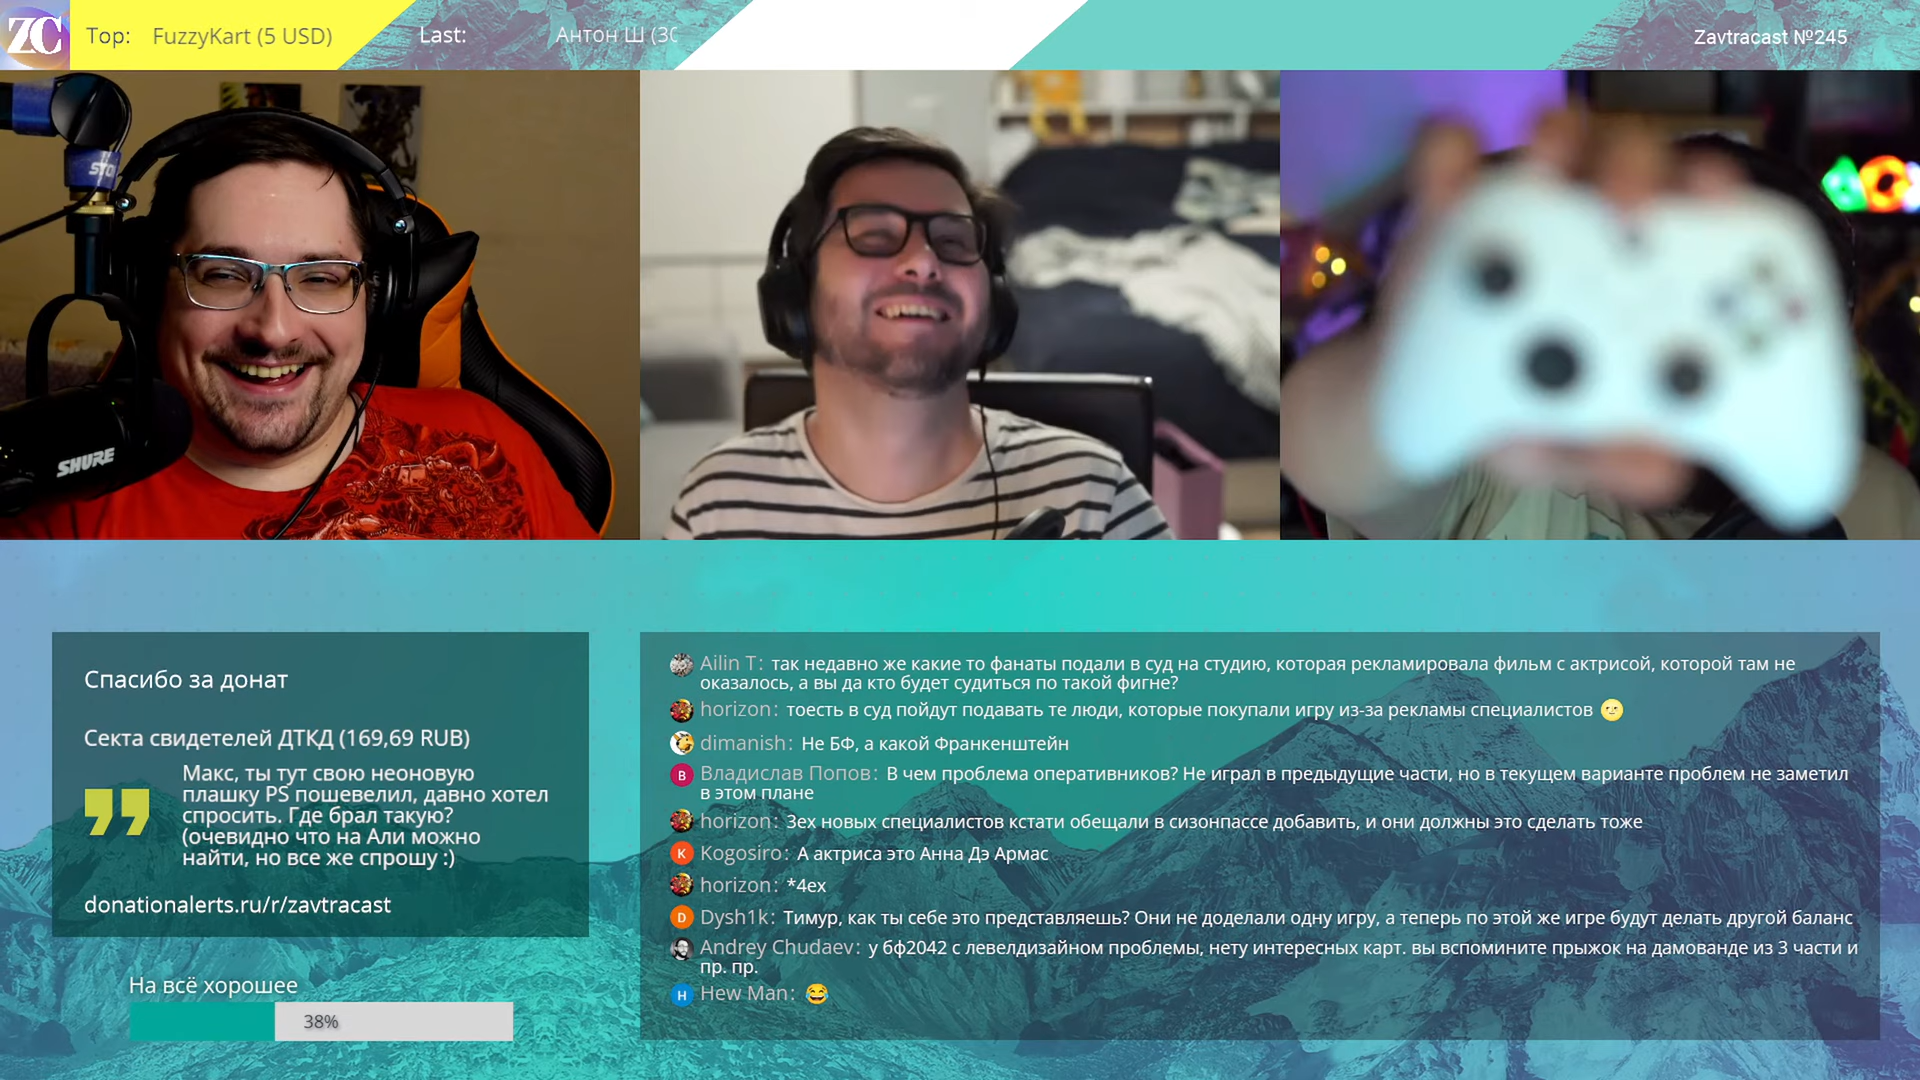 ZC
Top: FuzzyKart (5 USD)
Last: Антон Ш (30
Zavtracast №245
STO
SHURE
Спасибо за донат
Секта свидетелей ДТКД (169,69 RUB)
Макс, ты тут свою неоновую
плашку PS пошевелил, давно хотел
спросить. Где брал такую?
(очевидно что на Али можно
найти, но все же спрошу :)
donationalerts.ru/r/zavtracast
На всё хорошее
38%
Ailin T: так недавно же какие то фанаты подали в суд на студию, которая рекламировала фильм с актрисой, которой там не
оказалось, а вы да кто будет судиться по такой фигне?
horizon: тоесть в суд пойдут подавать те люди, которые покупали игру из-за рекламы специалистов 🌝
dimanish: Не БФ, а какой Франкенштейн
В Владислав Попов: В чем проблема оперативников? Не играл в предыдущие части, но в текущем варианте проблем не заметил
в этом плане
horizon: 3ех новых специалистов кстати обещали в сизонпассе добавить, и они должны это сделать тоже
K Kogosiro: А актриса это Анна Дэ Армас
horizon: *4ех
D Dysh1k: Тимур, как ты себе это представляешь? Они не доделали одну игру, а теперь по этой же игре будут делать другой баланс
Andrey Chudaev: у бф2042 с левелдизайном проблемы, нету интересных карт. вы вспомините прыжок на дамованде из 3 части и
пр. пр.
H Hew Man: 😂